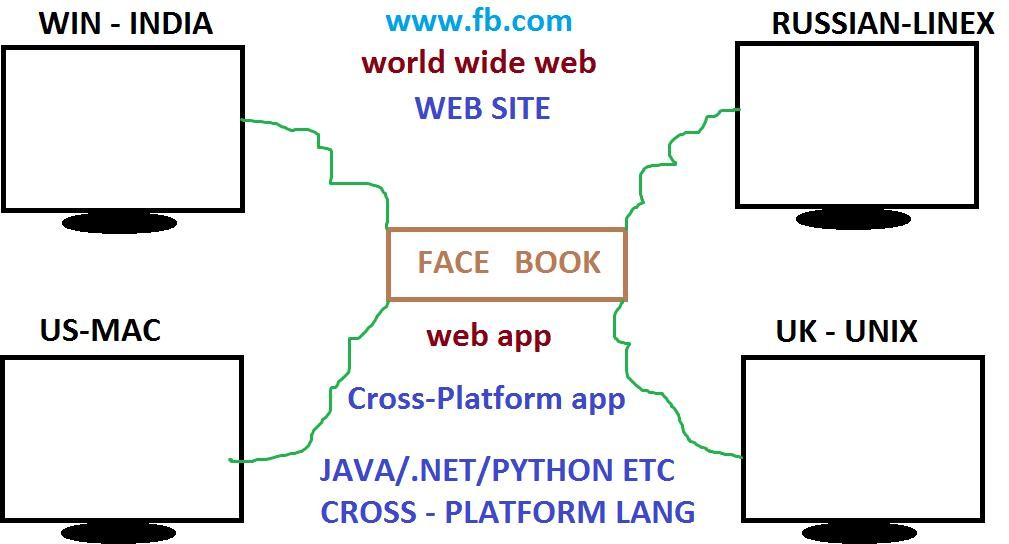 WIN - INDIA
www.fb.com
RUSSIAN-LINEX
world wide web
WEB SITE
FACE BOOK
US-MAC
web app
UK - UNIX
Cross-Platform app
JAVA/.NET/PYTHON ETC
CROSS - PLATFORM LANG